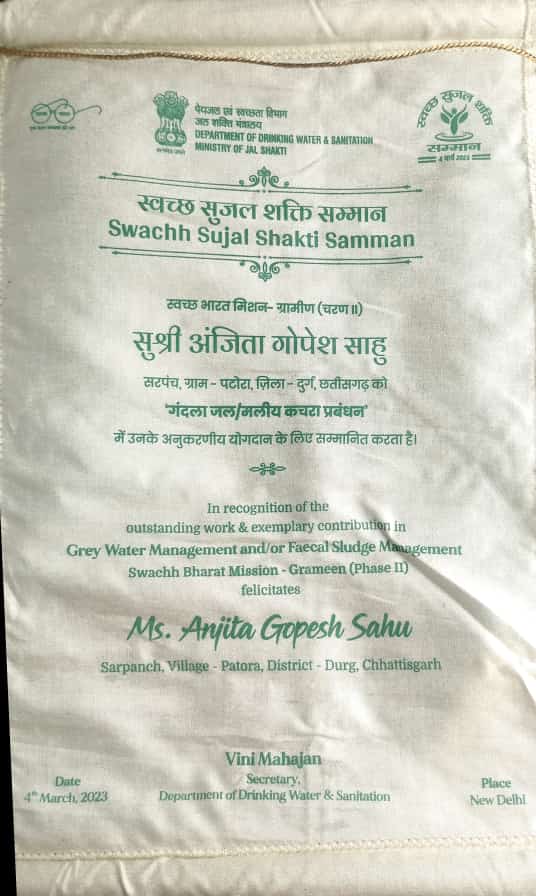 पेयजल एवं स्वच्छता विभाग
जल शक्ति मंत्रालय
DEPARTMENT OF DRINKING WATER & SANITATION
MINISTRY OF JAL SHAKTI
सत्यमेव जयते
स्वच्छ सुजल शक्ति
सम्मान
4 मार्च 2023
स्वच्छ सुजल शक्ति सम्मान
Swachh Sujal Shakti Samman
स्वच्छ भारत मिशन- ग्रामीण (चरण II)
सुश्री अंजिता गोपेश साहु
सरपंच, ग्राम - पटोरा, ज़िला - दुर्ग, छत्तीसगढ़ को
'गंदला जल/मलीय कचरा प्रबंधन'
में उनके अनुकरणीय योगदान के लिए सम्मानित करता है।
In recognition of the
outstanding work & exemplary contribution in
Grey Water Management and/or Faecal Sludge Management
Swachh Bharat Mission - Grameen (Phase II)
felicitates
Ms. Anjita Gopesh Sahu
Sarpanch, Village - Patora, District - Durg, Chhattisgarh
Vini Mahajan
Secretary,
Department of Drinking Water & Sanitation
Date
4th March, 2023
Place
New Delhi